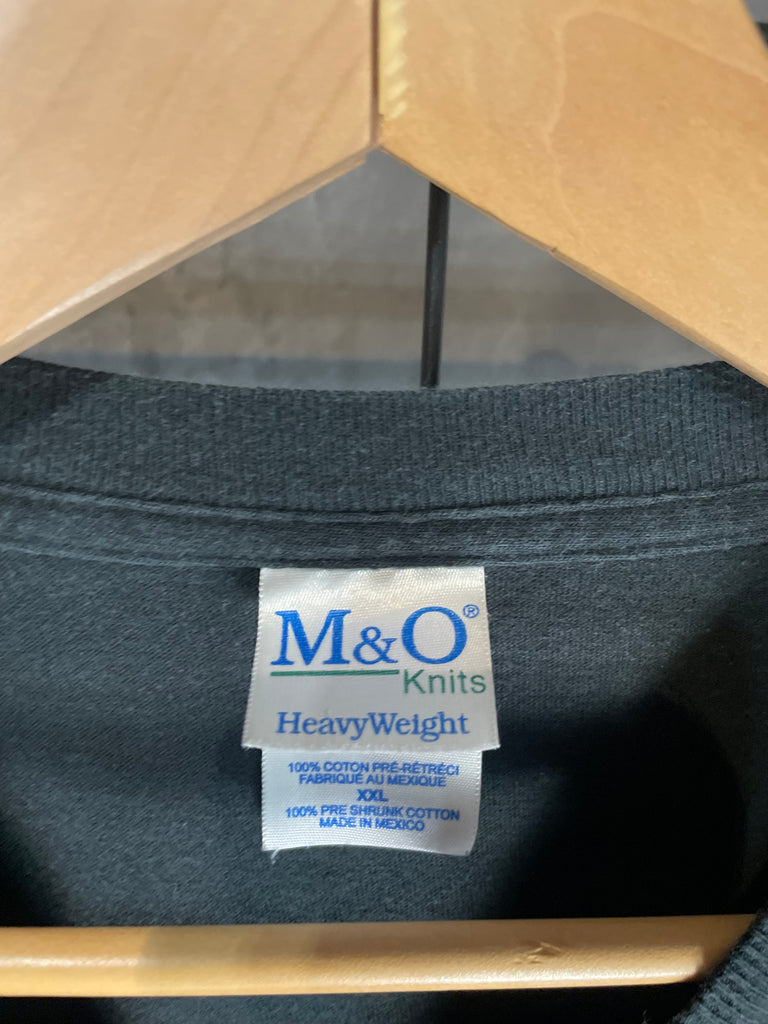 M&O®
Knits
HeavyWeight
100% COTON PRÉ-RÉTRÉCI
FABRIQUÉ AU MEXIQUE
XXL
100% PRE SHRUNK COTTON
MADE IN MEXICO